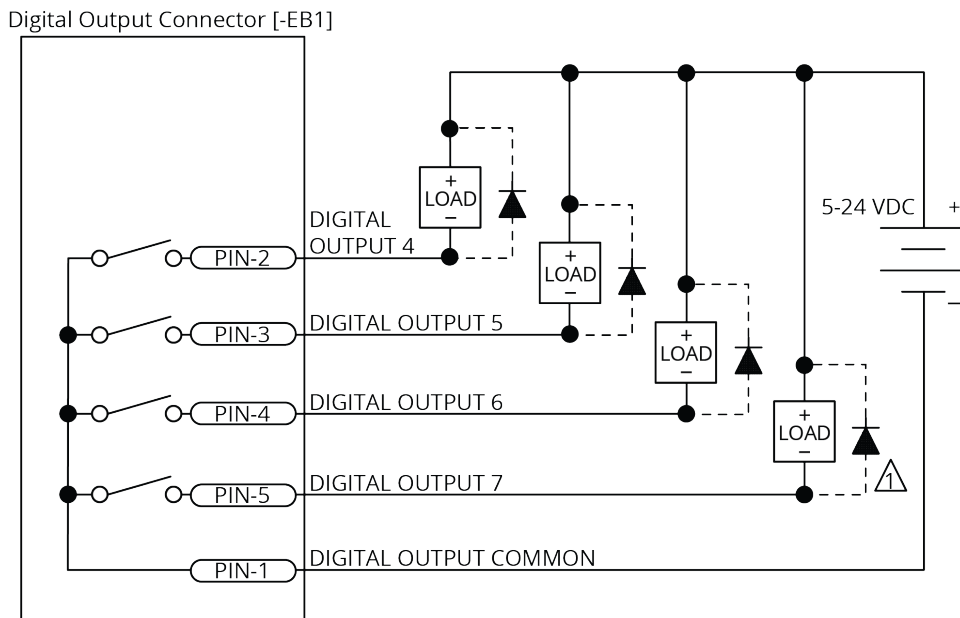 Digital Output Connector [-EB1]
5-24 VDC
+
+
LOAD
−
DIGITAL
OUTPUT 4
PIN-2
+
LOAD
−
DIGITAL OUTPUT 5
PIN-3
−
+
LOAD
−
DIGITAL OUTPUT 6
PIN-4
+
LOAD
−
1
DIGITAL OUTPUT 7
PIN-5
DIGITAL OUTPUT COMMON
PIN-1